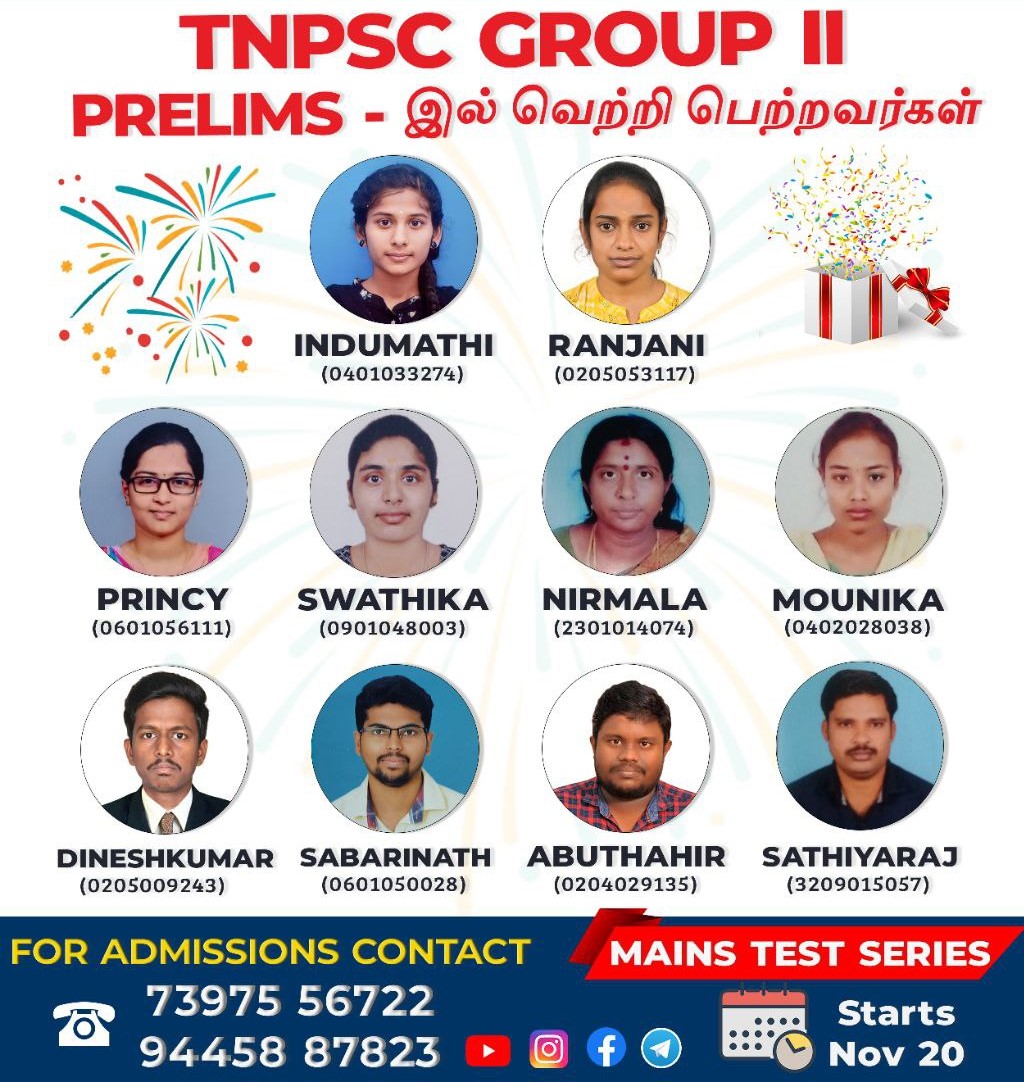 TNPSC GROUP II
PRELIMS - இல் வெற்றி பெற்றவர்கள்
INDUMATHI
(0401033274)
RANJANI
(0205053117)
PRINCY
(0601056111)
SWATHIKA
(0901048003)
NIRMALA
(2301014074)
MOUNIKA
(0402028038)
DINESHKUMAR
(0205009243)
SABARINATH
(0601050028)
ABUTHAHIR
(0204029135)
SATHIYARAJ
(3209015057)
FOR ADMISSIONS CONTACT
73975 56722
94458 87823
MAINS TEST SERIES
Starts
Nov 20